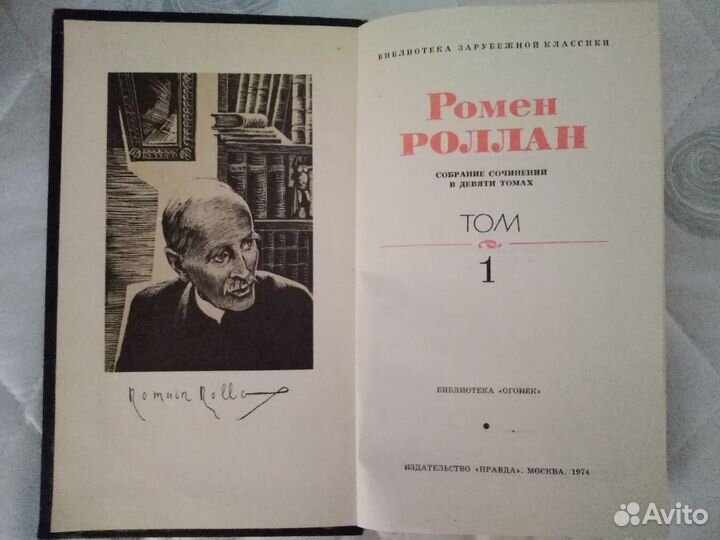 Romain Rolland
БИБЛИОТЕКА ЗАРУБЕЖНОЙ КЛАССИКИ
Ромен
РОЛЛАН
СОБРАНИЕ СОЧИНЕНИЙ
В ДЕВЯТИ ТОМАХ
ТОМ
1
БИБЛИОТЕКА «ОГОНЕК»
ИЗДАТЕЛЬСТВО «ПРАВДА». МОСКВА. 1974
Avito